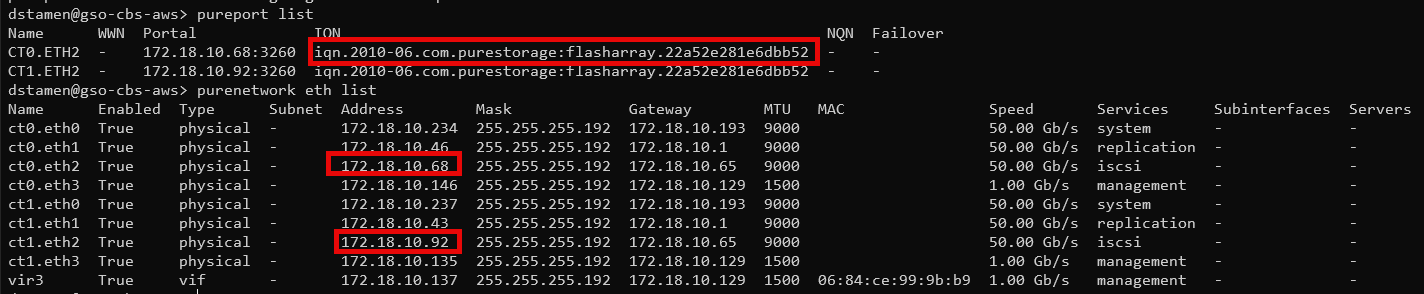 dstamen@gso-cbs-aws> pureport list
Name WWN Portal IQN NQN Failover
CT0.ETH2 - 172.18.10.68:3260 iqn.2010-06.com.purestorage:flasharray.22a52e281e6dbb52 - -
CT1.ETH2 - 172.18.10.92:3260 iqn.2010-06.com.purestorage:flasharray.22a52e281e6dbb52 - -
dstamen@gso-cbs-aws> purenetwork eth list
Name Enabled Type Subnet Address Mask Gateway MTU MAC Speed Services Subinterfaces Servers
ct0.eth0 True physical - 172.18.10.234 255.255.255.192 172.18.10.193 9000 50.00 Gb/s system - -
ct0.eth1 True physical - 172.18.10.46 255.255.255.192 172.18.10.1 9000 50.00 Gb/s replication - -
ct0.eth2 True physical - 172.18.10.68 255.255.255.192 172.18.10.65 9000 50.00 Gb/s iscsi - -
ct0.eth3 True physical - 172.18.10.146 255.255.255.192 172.18.10.129 1500 1.00 Gb/s management - -
ct1.eth0 True physical - 172.18.10.237 255.255.255.192 172.18.10.193 9000 50.00 Gb/s system - -
ct1.eth1 True physical - 172.18.10.43 255.255.255.192 172.18.10.1 9000 50.00 Gb/s replication - -
ct1.eth2 True physical - 172.18.10.92 255.255.255.192 172.18.10.65 9000 50.00 Gb/s iscsi - -
ct1.eth3 True physical - 172.18.10.135 255.255.255.192 172.18.10.129 1500 1.00 Gb/s management - -
vir3 True vif - 172.18.10.137 255.255.255.192 172.18.10.129 1500 06:84:ce:99:9b:b9 1.00 Gb/s management - -